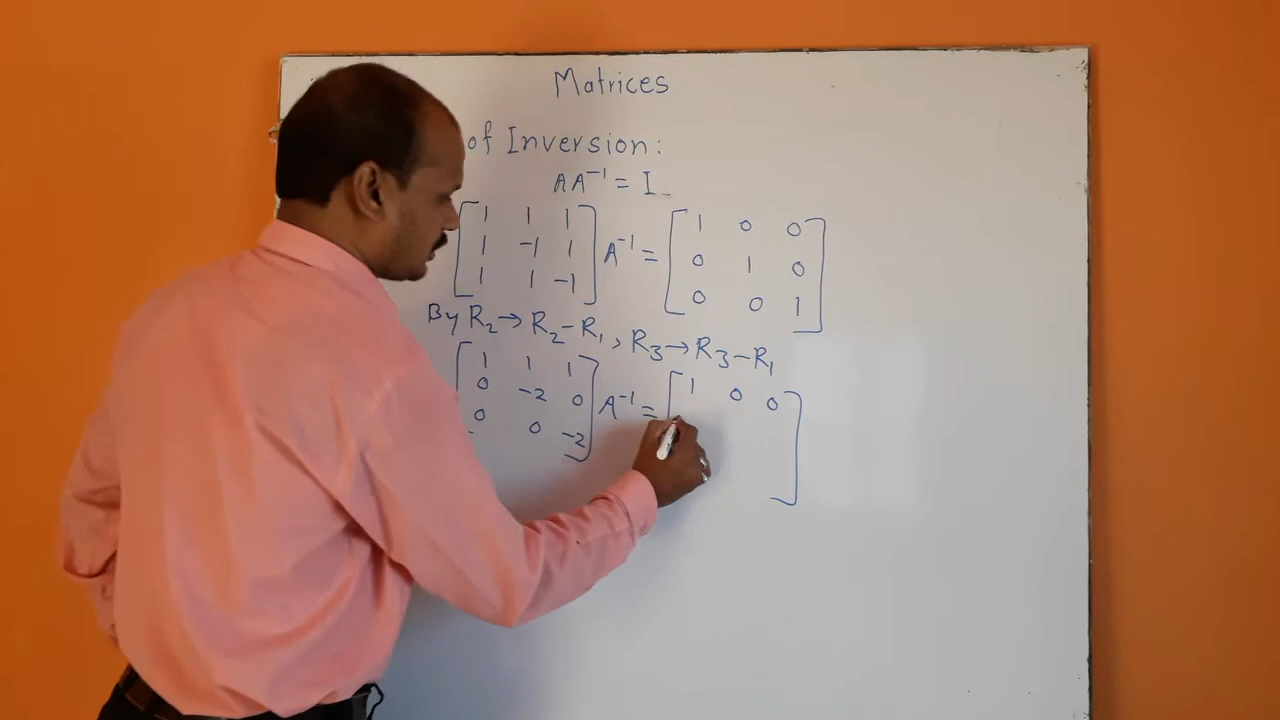 Matrices
of Inversion:
AA⁻¹ = I
[1 1 1] A⁻¹ = [1 0 0]
[1 -1 1] [0 1 0]
[1 1 -1] [0 0 1]
By R₂→R₂-R₁, R₃→R₃-R₁
[1 1 1] A⁻¹ = [1 0 0]
[0 -2 0]
[0 0 -2]